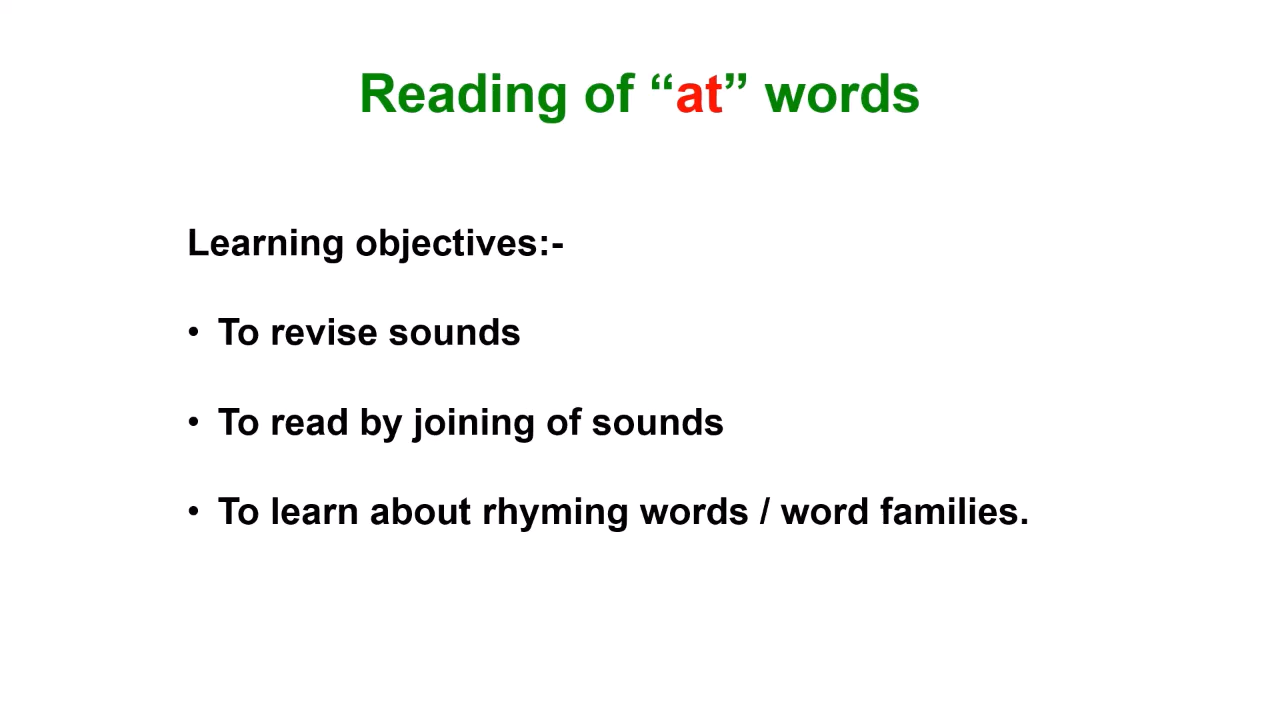 Reading of “at” words
Learning objectives:-
• To revise sounds
• To read by joining of sounds
• To learn about rhyming words / word families.